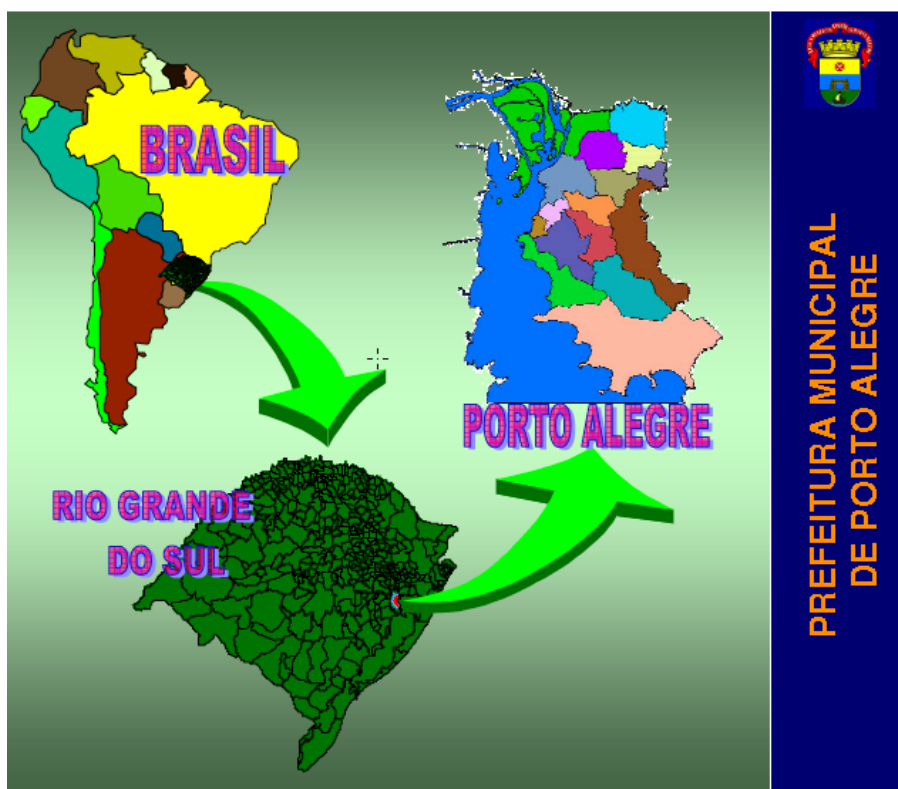 BRASIL
PORTO ALEGRE
RIO GRANDE
DO SUL
PREFEITURA MUNICIPAL
DE PORTO ALEGRE